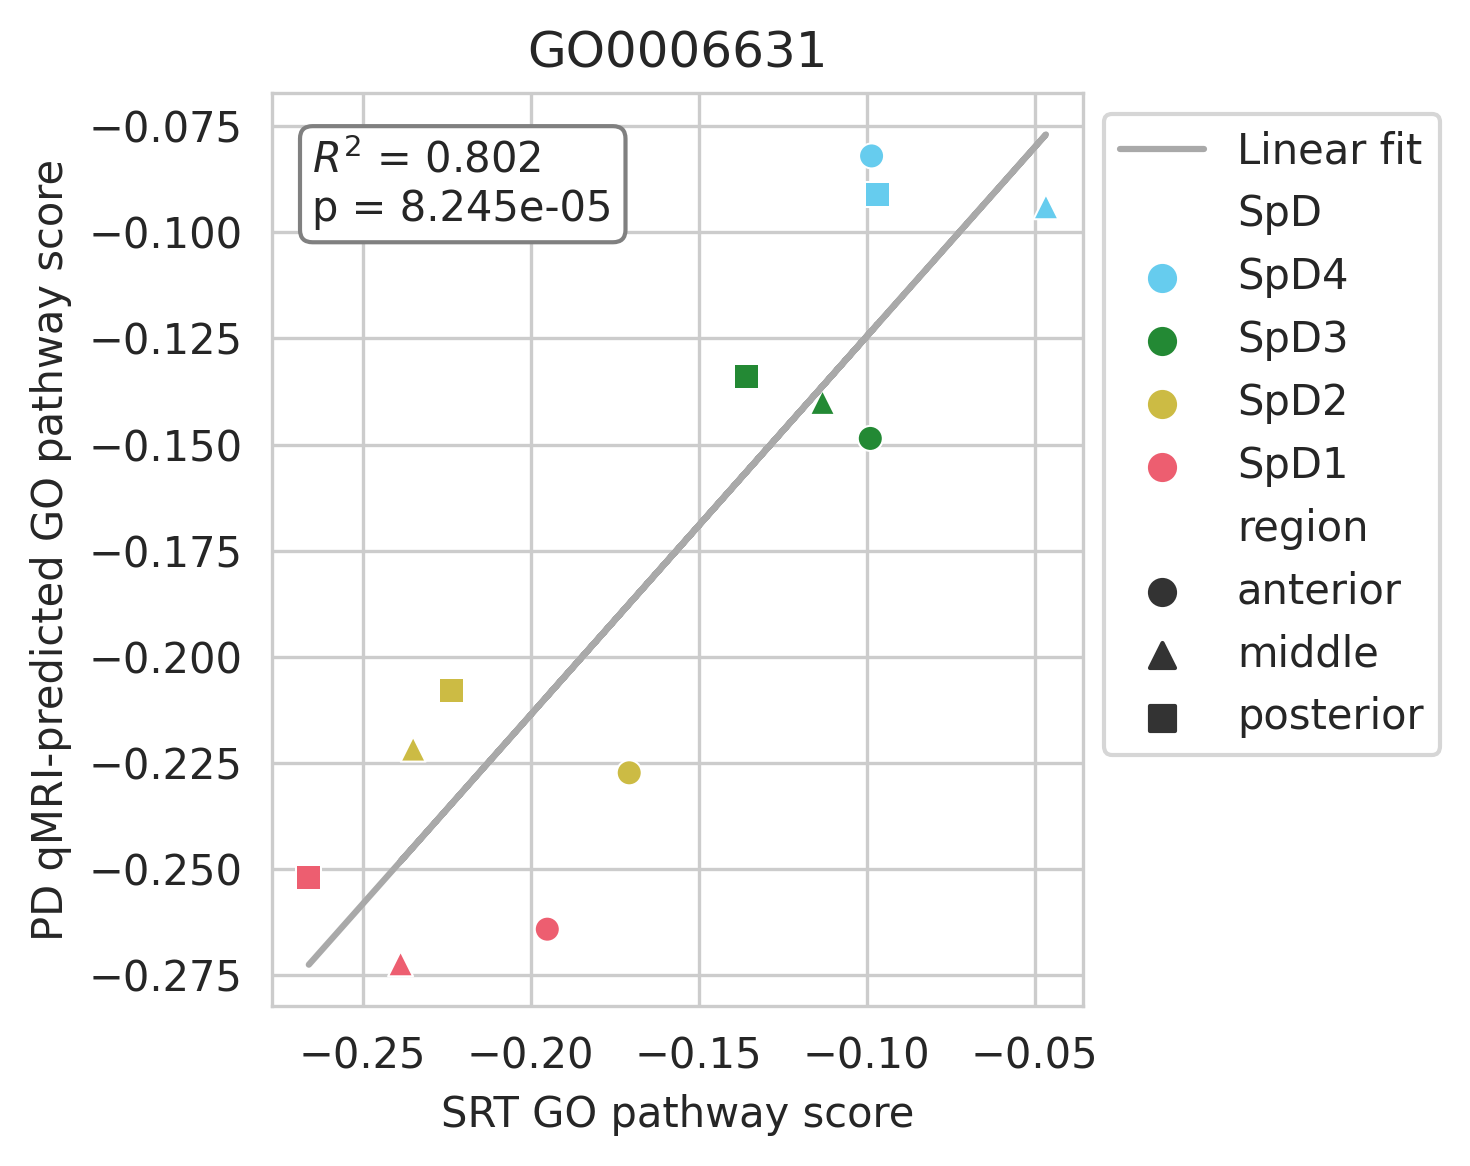 GO0006631
PD qMRI-predicted GO pathway score
−0.075
−0.100
−0.125
−0.150
−0.175
−0.200
−0.225
−0.250
−0.275
R² = 0.802
p = 8.245e-05
−0.25 −0.20 −0.15 −0.10 −0.05
SRT GO pathway score
Linear fit
SpD
SpD4
SpD3
SpD2
SpD1
region
anterior
middle
posterior